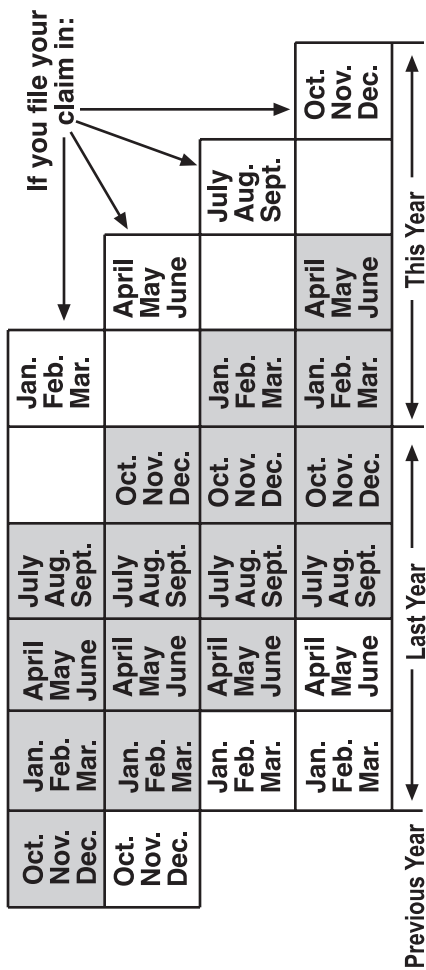 If you file your
claim in:
Oct.
Nov.
Dec.
Jan.
Feb.
Mar.
April
May
June
July
Aug.
Sept.
Jan.
Feb.
Mar.
Oct.
Nov.
Dec.
Jan.
Feb.
Mar.
April
May
June
July
Aug.
Sept.
Oct.
Nov.
Dec.
April
May
June
Jan.
Feb.
Mar.
April
May
June
July
Aug.
Sept.
Oct.
Nov.
Dec.
Jan.
Feb.
Mar.
July
Aug.
Sept.
Jan.
Feb.
Mar.
April
May
June
July
Aug.
Sept.
Oct.
Nov.
Dec.
Jan.
Feb.
Mar.
April
May
June
Oct.
Nov.
Dec.
Previous Year
Last Year
This Year